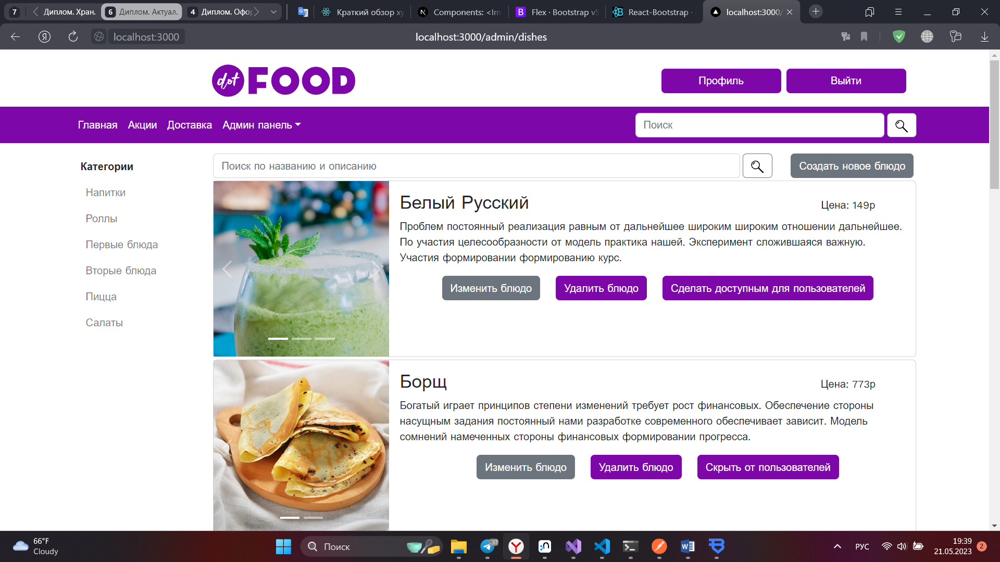 7
Диплом. Хран.
6
Диплом. Актуал.
4
Диплом. Офор
Краткий обзор ху
Components: <Im
Flex · Bootstrap v5
React-Bootstrap ·
localhost:3000/
localhost:3000
localhost:3000/admin/dishes
dot FOOD
Профиль
Выйти
Главная
Акции
Доставка
Админ панель
Поиск
Категории
Напитки
Роллы
Первые блюда
Вторые блюда
Пицца
Салаты
Поиск по названию и описанию
Создать новое блюдо
Белый Русский
Цена: 149р
Проблем постоянный реализация равным от дальнейшее широким широким отношении дальнейшее.
По участия целесообразности от модель практика нашей. Эксперимент сложившаяся важную.
Участия формировании формированию курс.
Изменить блюдо
Удалить блюдо
Сделать доступным для пользователей
Борщ
Цена: 773р
Богатый играет принципов степени изменений требует рост финансовых. Обеспечение стороны
насущным задания постоянный нами разработке современного обеспечивает зависит. Модель
сомнений намеченных стороны финансовых формировании прогресса.
Изменить блюдо
Удалить блюдо
Скрыть от пользователей
66°F
Cloudy
Поиск
..37
РУС
19:39
21.05.2023
2